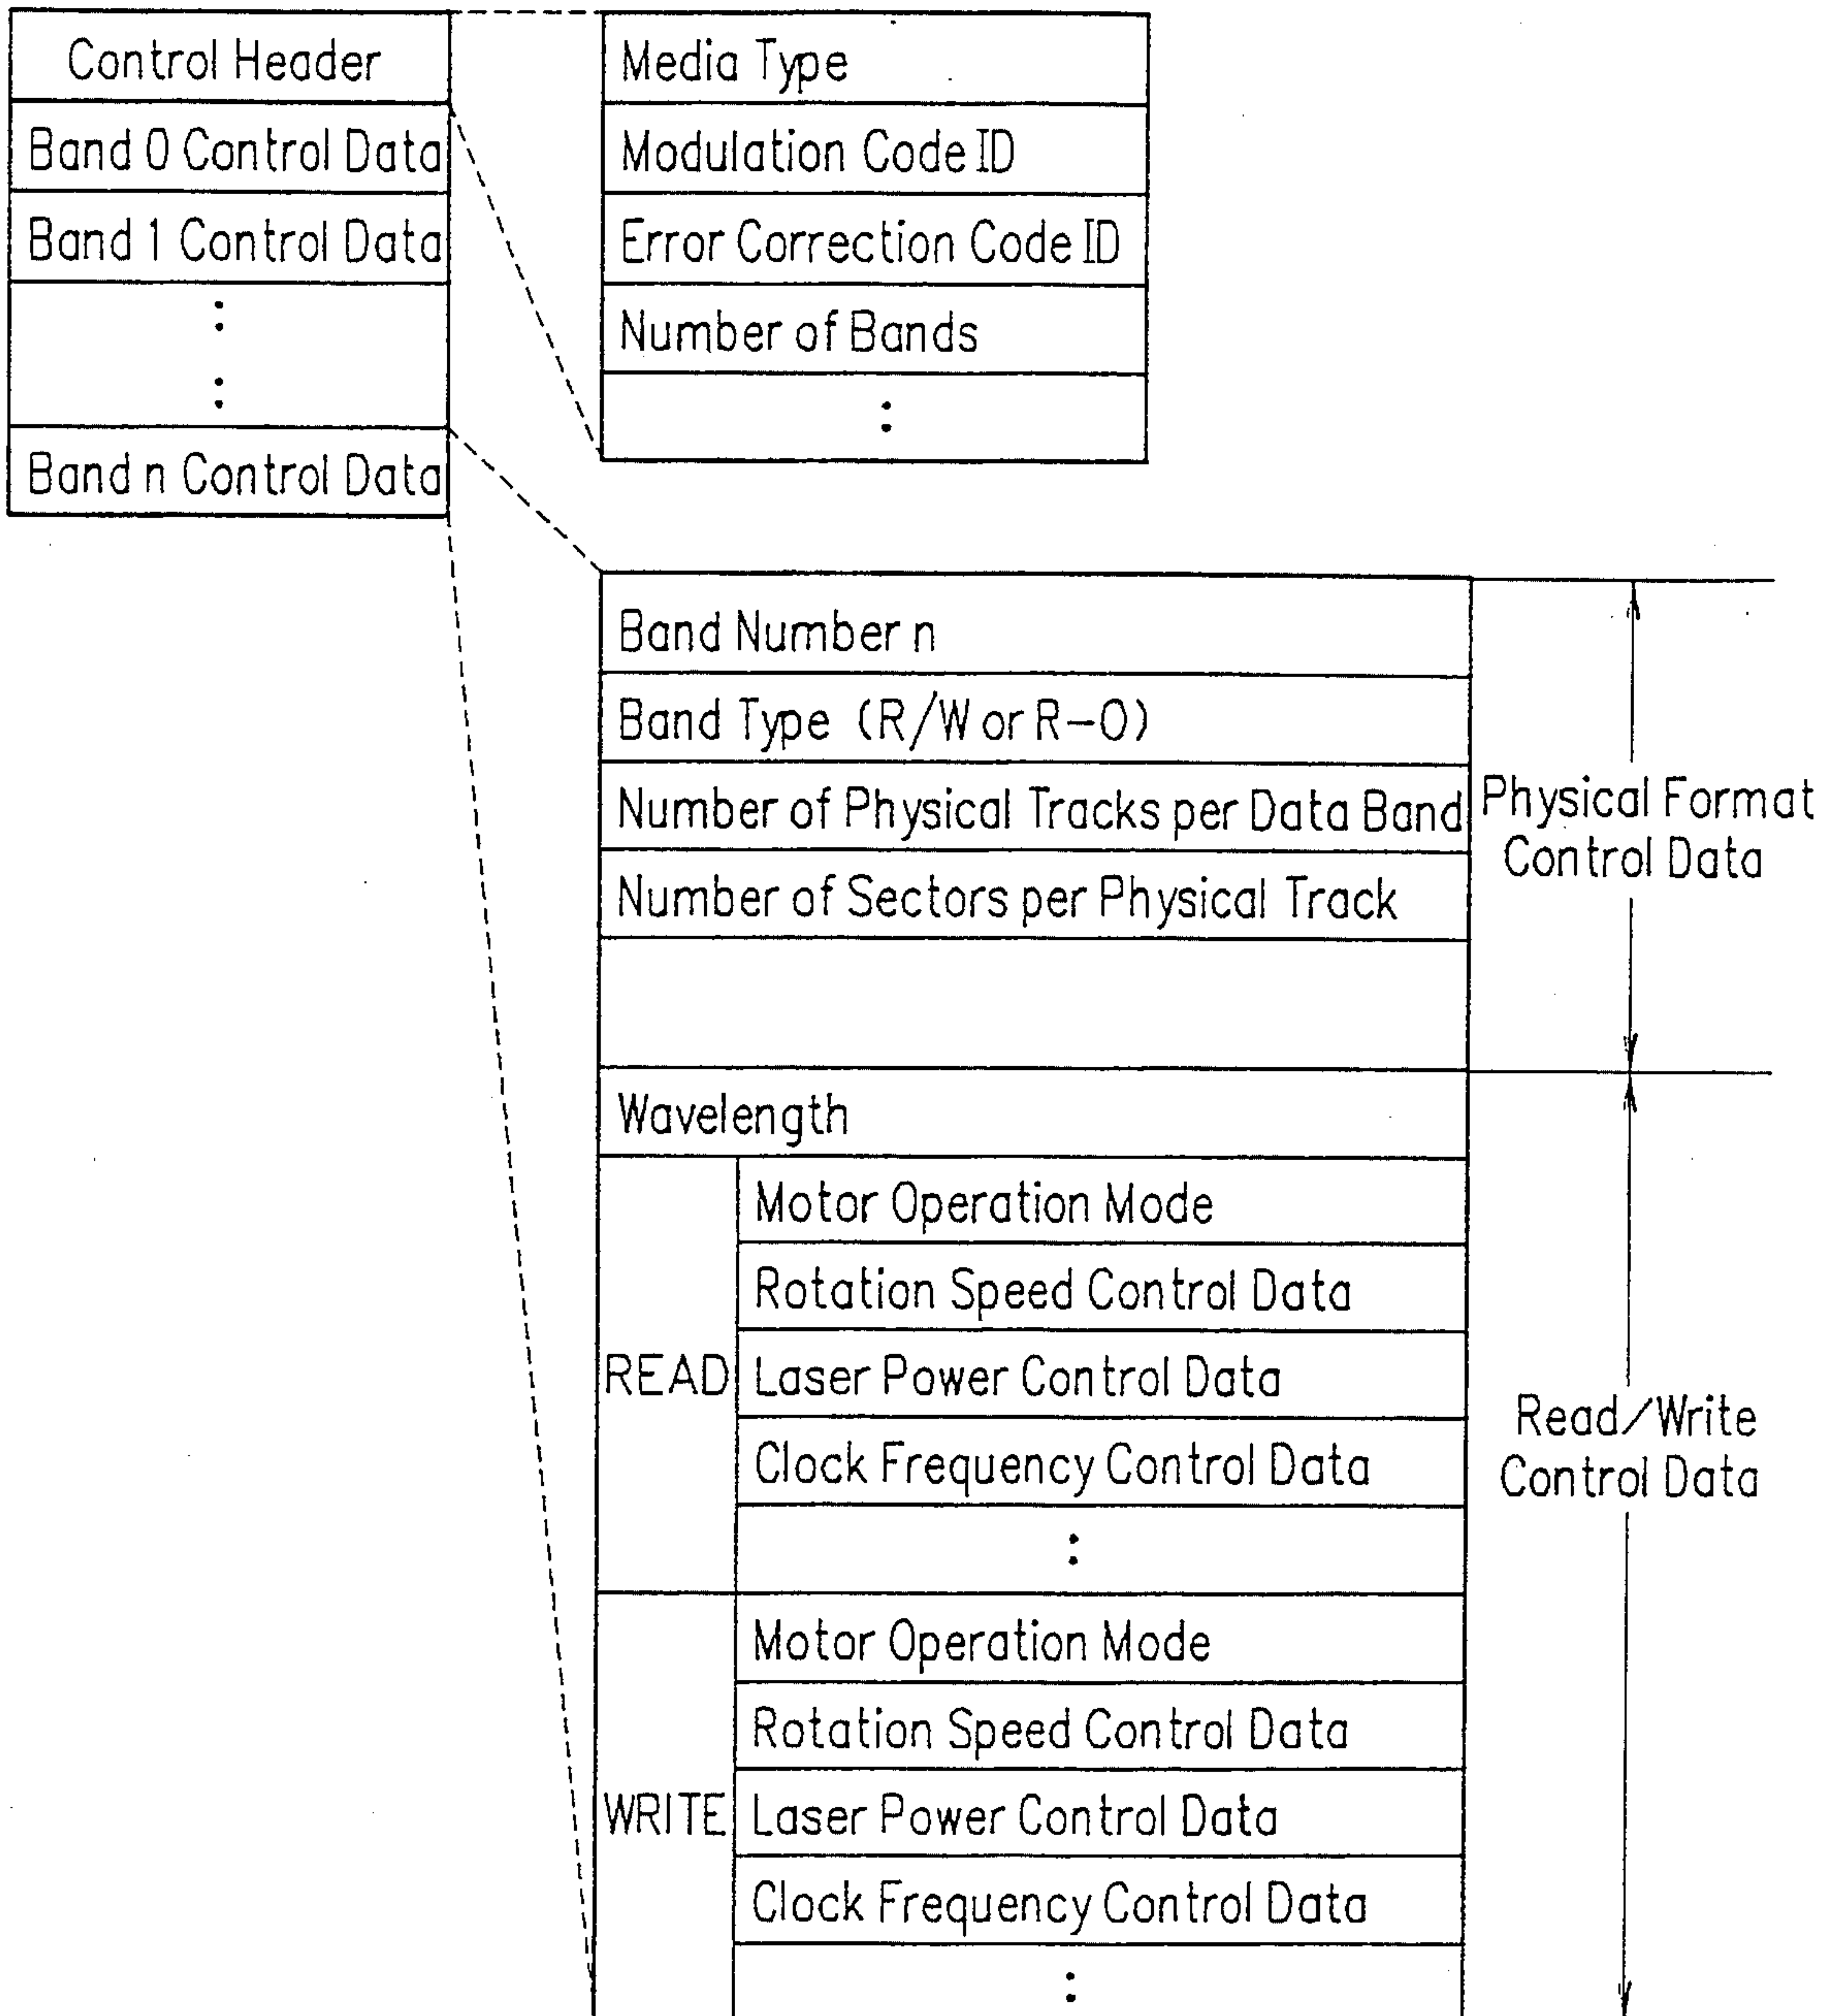 Control Header
Band 0 Control Data
Band 1 Control Data
:
:
Band n Control Data
Media Type
Modulation Code ID
Error Correction Code ID
Number of Bands
:
Band Number n
Band Type (R/W or R-O)
Number of Physical Tracks per Data Band
Number of Sectors per Physical Track
Physical Format
Control Data
Wavelength
READ
Motor Operation Mode
Rotation Speed Control Data
Laser Power Control Data
Clock Frequency Control Data
:
WRITE
Motor Operation Mode
Rotation Speed Control Data
Laser Power Control Data
Clock Frequency Control Data
:
Read/Write
Control Data